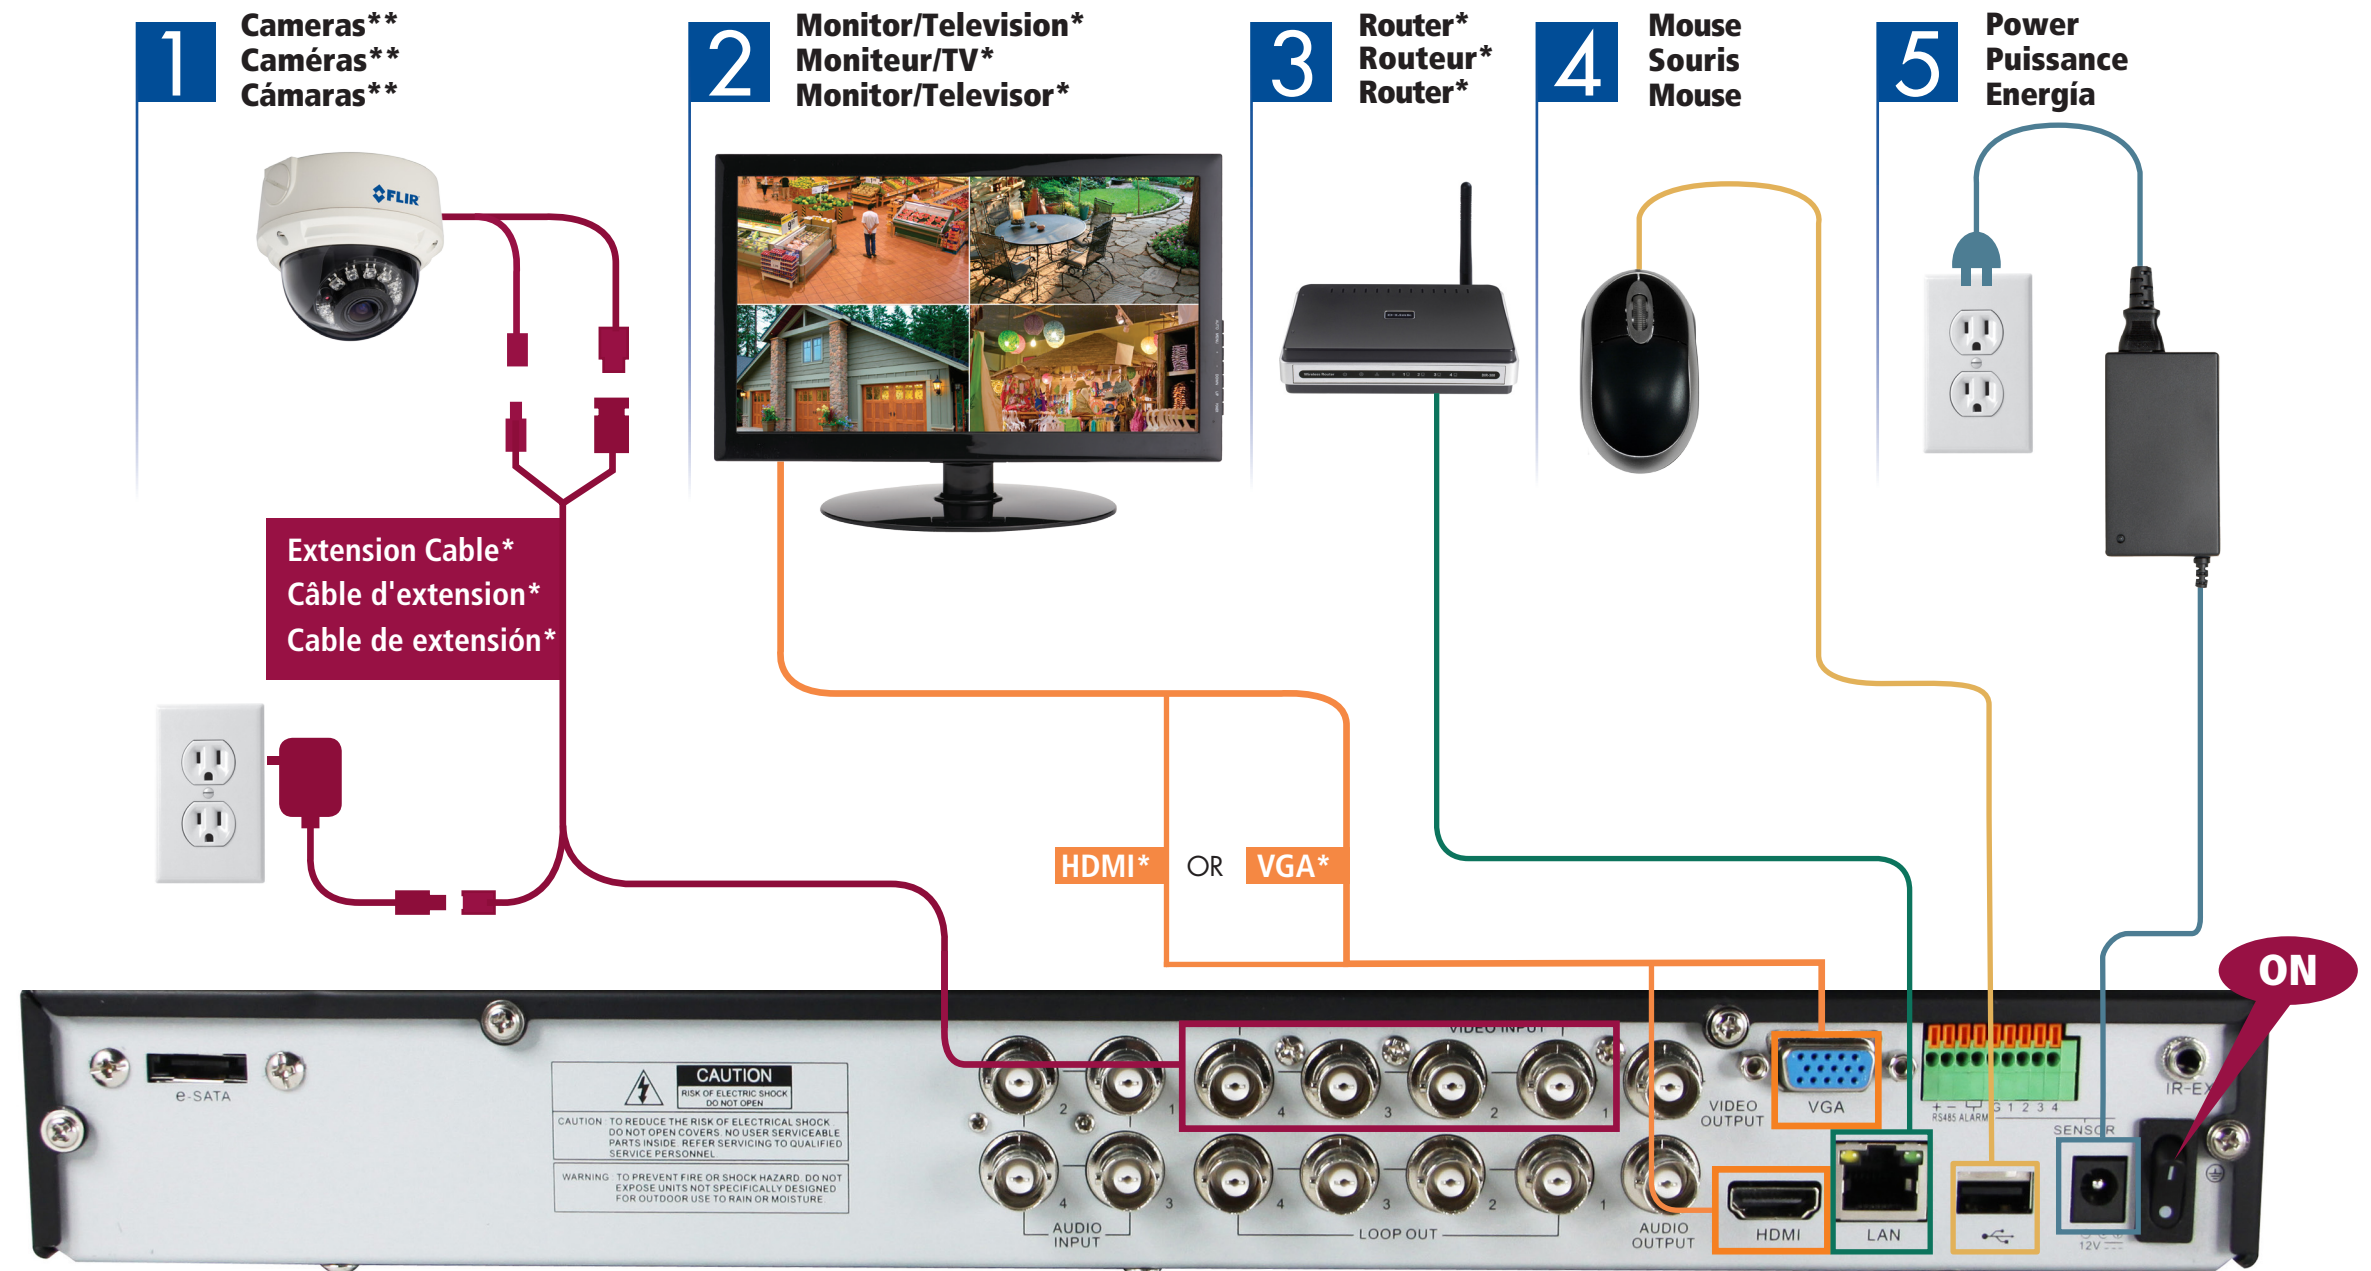 1
Cameras**
Caméras**
Cámaras**
2
Monitor/Television*
Moniteur/TV*
Monitor/Televisor*
3
Router*
Routeur*
Router*
4
Mouse
Souris
Mouse
5
Power
Puissance
Energía
FLIR
Wireless Router
Extension Cable*
Câble d'extension*
Cable de extensión*
HDMI*
OR
VGA*
ON
e-SATA
CAUTION
RISK OF ELECTRIC SHOCK
DO NOT OPEN
CAUTION : TO REDUCE THE RISK OF ELECTRICAL SHOCK
DO NOT OPEN COVERS. NO USER SERVICEABLE
PARTS INSIDE. REFER SERVICING TO QUALIFIED
SERVICE PERSONNEL
WARNING : TO PREVENT FIRE OR SHOCK HAZARD. DO NOT
EXPOSE UNITS NOT SPECIFICALLY DESIGNED
FOR OUTDOOR USE TO RAIN OR MOISTURE
2 1
4 3
AUDIO
INPUT
VIDEO INPUT
4 3 2 1
4 3 2 1
LOOP OUT
VIDEO
OUTPUT
AUDIO
OUTPUT
VGA
HDMI
LAN
+ - G 1 2 3 4
RS485 ALARM
SENSOR
IR-EX
12V